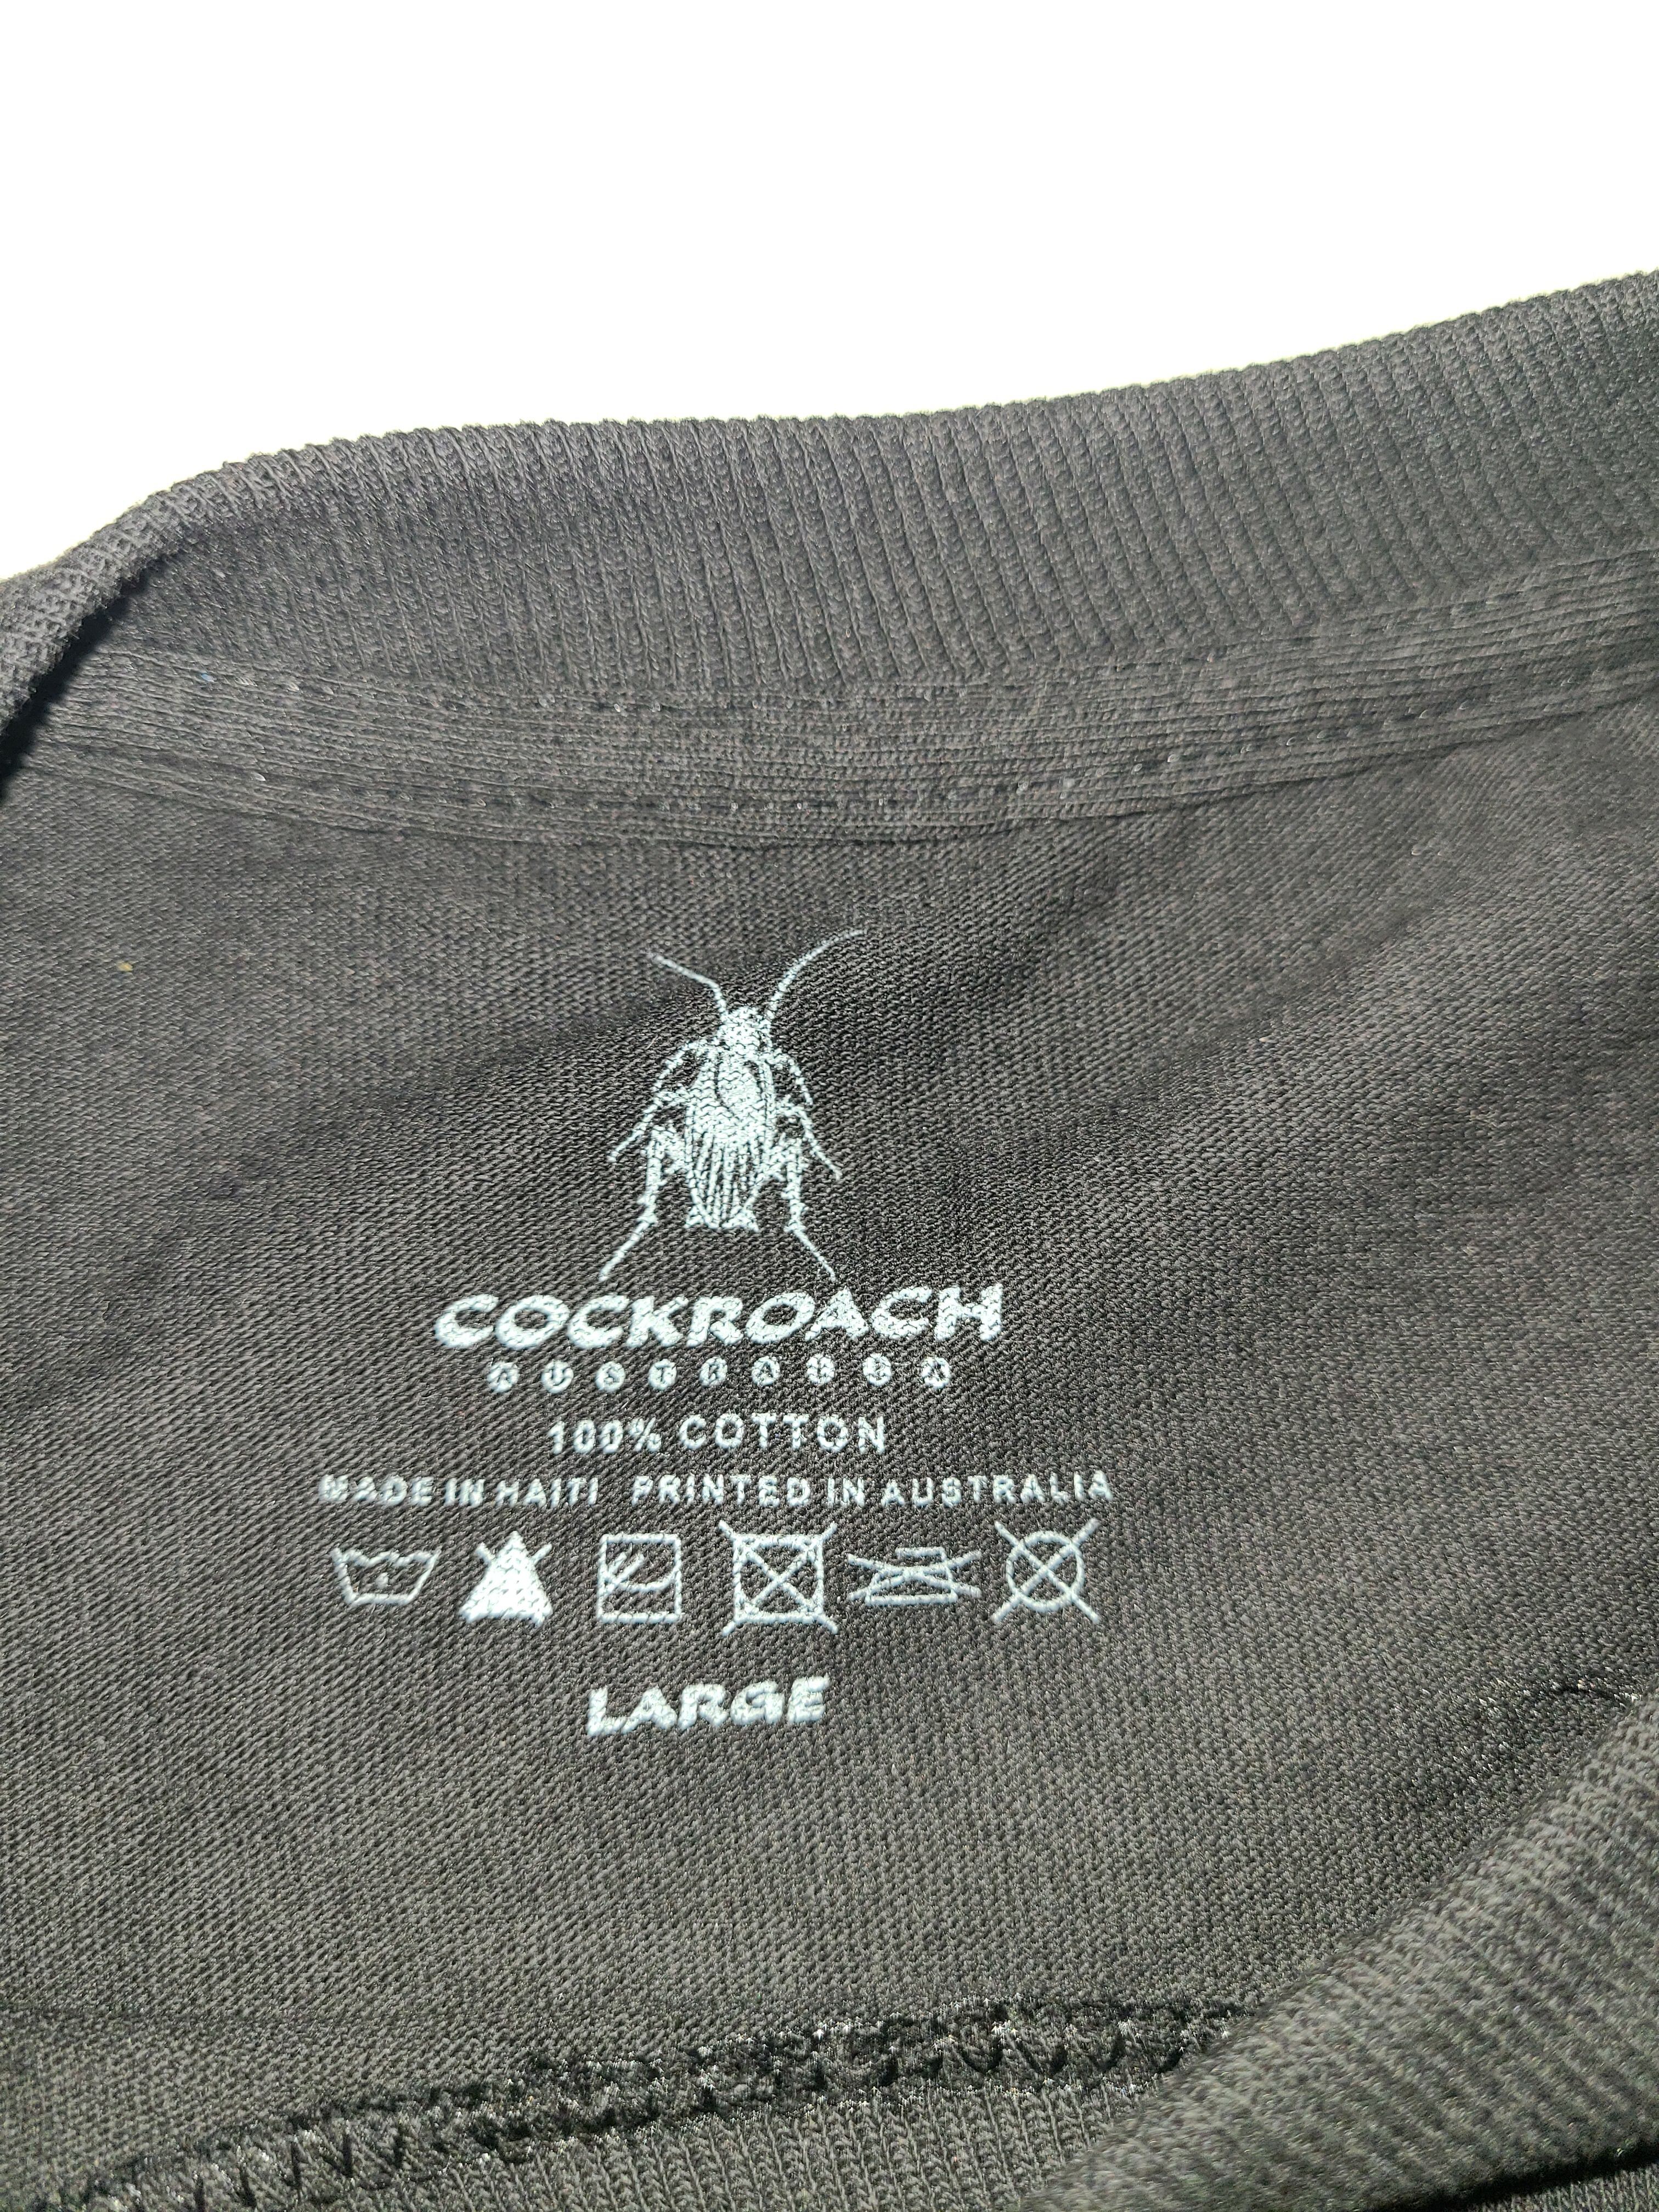 COCKROACH
AUSTRALIA
100% COTTON
MADE IN HAITI PRINTED IN AUSTRALIA
LARGE